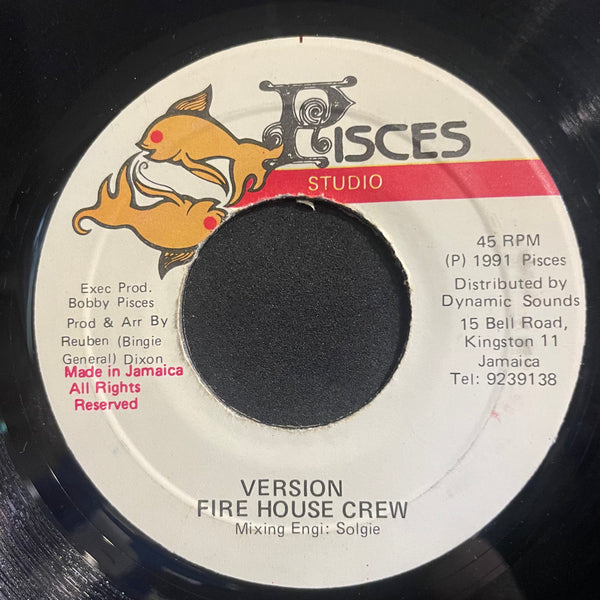 PISCES
STUDIO
45 RPM
(P) 1991 Pisces
Distributed by
Dynamic Sounds
15 Bell Road,
Kingston 11
Jamaica
Tel: 9239138
Exec Prod.
Bobby Pisces
Prod & Arr By
Reuben (Bingie
General) Dixon
Made in Jamaica
All Rights
Reserved
VERSION
FIRE HOUSE CREW
Mixing Engi: Solgie